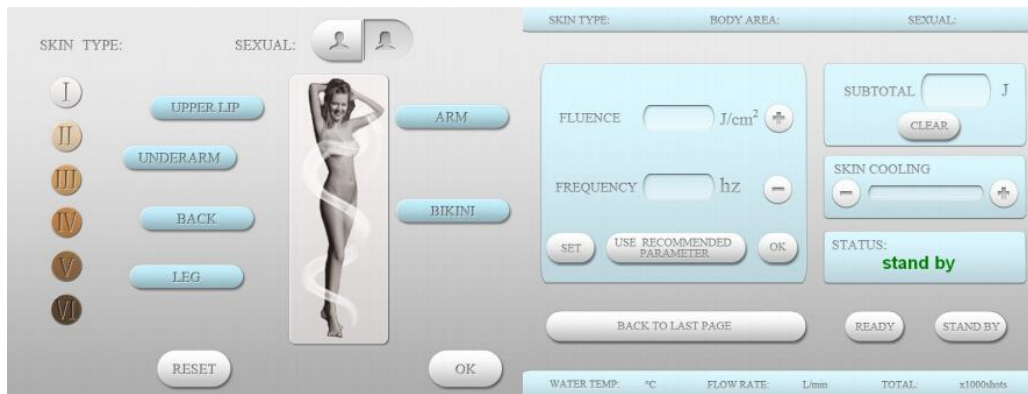 SKIN TYPE:
SEXUAL:
I
II
III
IV
V
VI
UPPER LIP
UNDERARM
BACK
LEG
ARM
BIKINI
RESET
OK
SKIN TYPE: BODY AREA: SEXUAL:
FLUENCE J/cm²
FREQUENCY hz
SET
USE RECOMMENDED
PARAMETER
OK
SUBTOTAL J
CLEAR
SKIN COOLING
STATUS:
stand by
BACK TO LAST PAGE
READY
STAND BY
WATER TEMP: °C FLOW RATE: L/min TOTAL: x1000shots